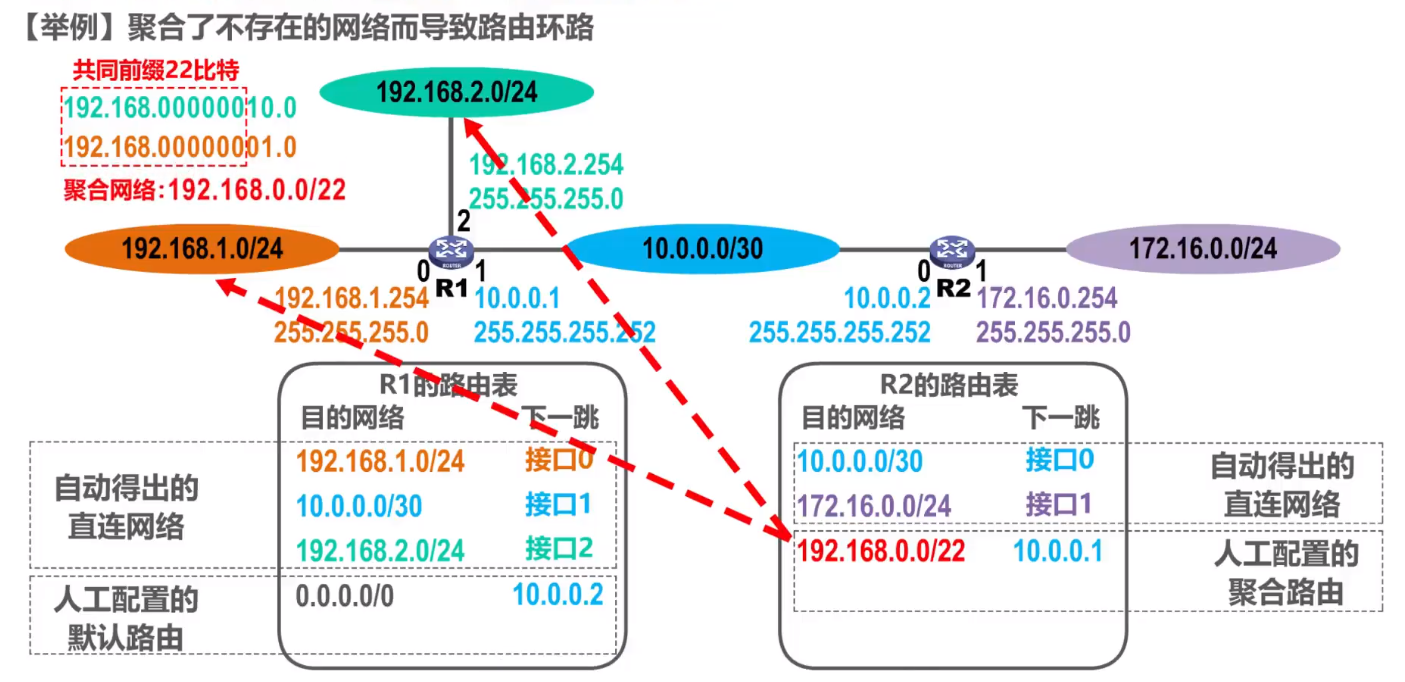 【举例】聚合了不存在的网络而导致路由环路
共同前缀22比特
192.168.00000010.0
192.168.00000001.0
聚合网络:192.168.0.0/22
192.168.2.0/24
192.168.2.254
255.255.255.0
2
192.168.1.0/24
10.0.0.0/30
172.16.0.0/24
0
ROUTER
1
R1
0
ROUTER
1
R2
192.168.1.254
255.255.255.0
10.0.0.1
255.255.255.252
10.0.0.2
255.255.255.252
172.16.0.254
255.255.255.0
R1的路由表
目的网络 下一跳
192.168.1.0/24 接口0
10.0.0.0/30 接口1
192.168.2.0/24 接口2
0.0.0.0/0 10.0.0.2
自动得出的
直连网络
人工配置的
默认路由
R2的路由表
目的网络 下一跳
10.0.0.0/30 接口0
172.16.0.0/24 接口1
192.168.0.0/22 10.0.0.1
自动得出的
直连网络
人工配置的
聚合路由